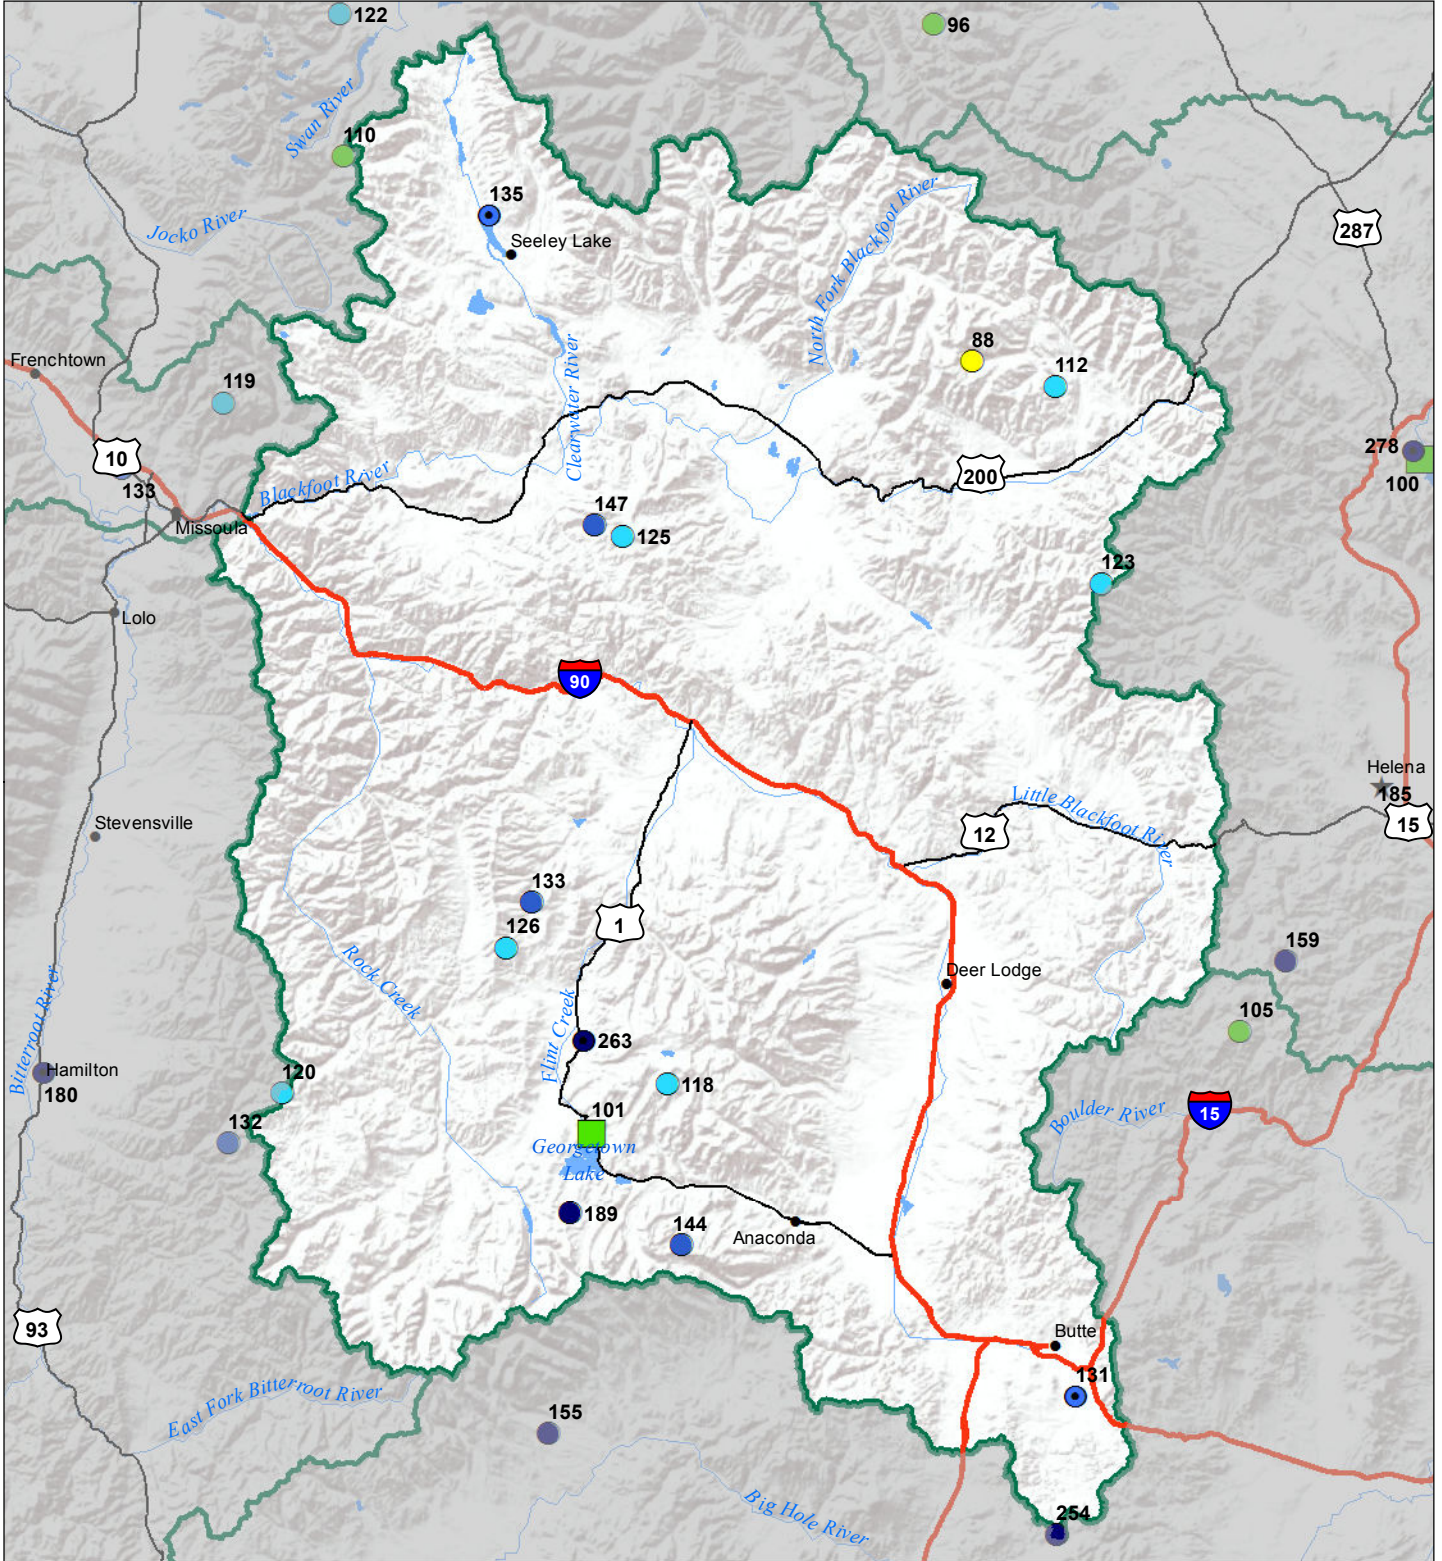 122
96
Swan River
110
135
Jocko River
Seeley Lake
North Fork Blackfoot River
287
Frenchtown
88
112
119
Clearwater River
10
133
278
100
Blackfoot River
200
Missoula
147
125
123
Lolo
90
Helena
185
15
Little Blackfoot River
12
Stevensville
133
126
1
159
Rock Creek
Deer Lodge
Bitterroot River
Flint Creek
263
105
Hamilton
180
120
118
101
132
Boulder River
15
Georgetown
Lake
189
144
Anaconda
93
Butte
131
East Fork Bitterroot River
155
Big Hole River
254